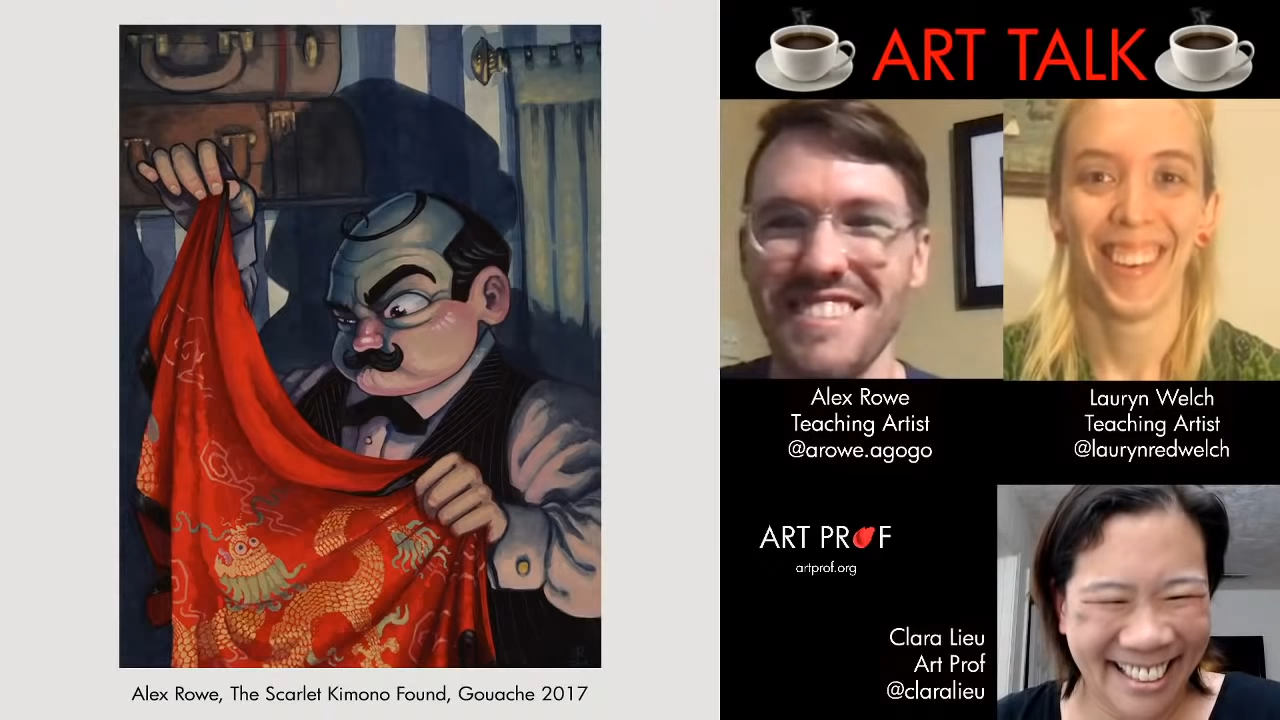 ART TALK
Alex Rowe
Teaching Artist
@arowe.agogo
Lauryn Welch
Teaching Artist
@laurynredwelch
ART PROF
artprof.org
Clara Lieu
Art Prof
@claralieu
Alex Rowe, The Scarlet Kimono Found, Gouache 2017